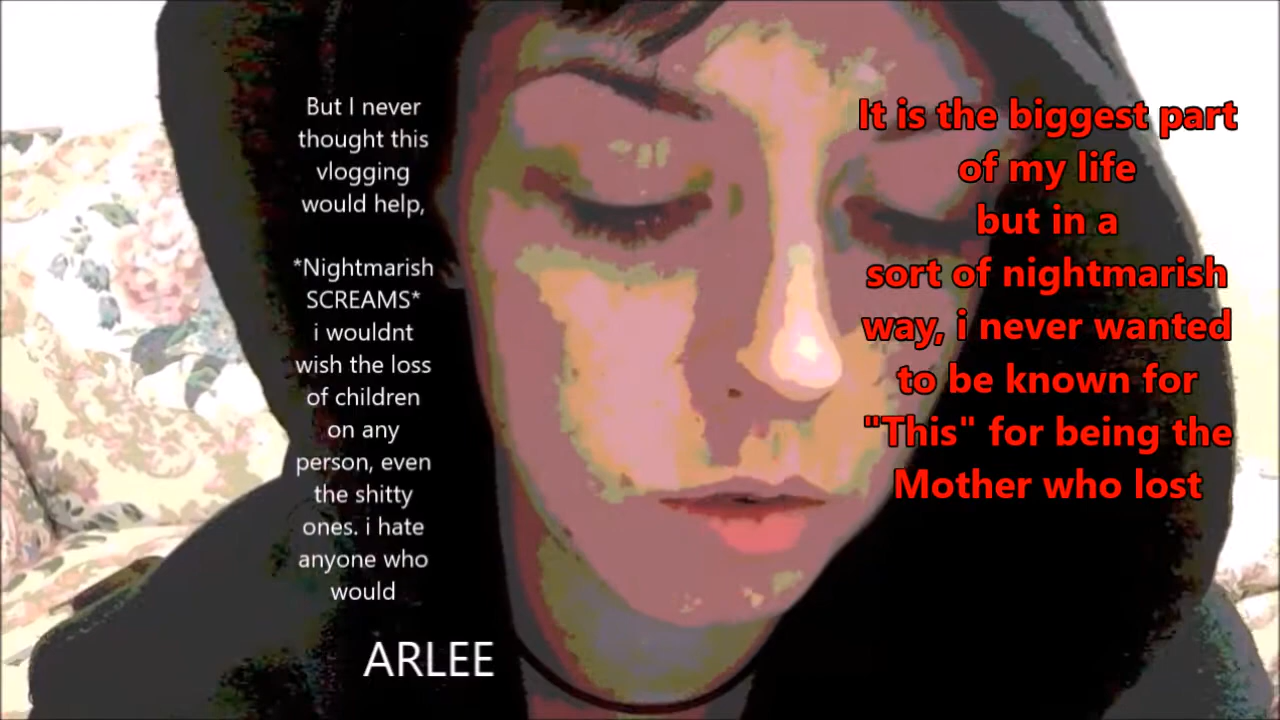 But I never
thought this
vlogging
would help,
*Nightmarish
SCREAMS*
i wouldnt
wish the loss
of children
on any
person, even
the shitty
ones. i hate
anyone who
would
ARLEE
It is the biggest part
of my life
but in a
sort of nightmarish
way, i never wanted
to be known for
"This" for being the
Mother who lost